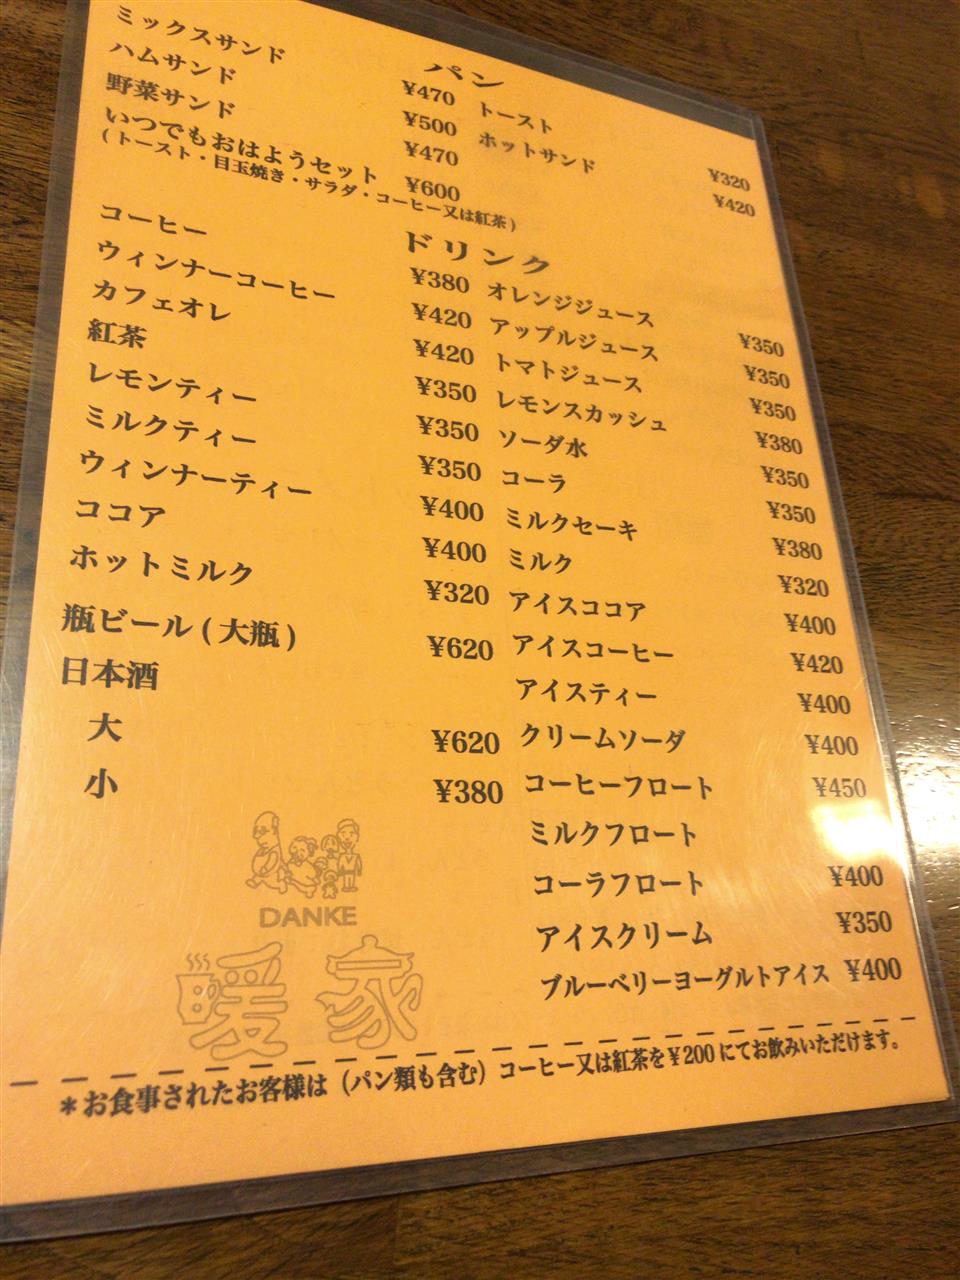 パン
ミックスサンド ¥470
ハムサンド ¥500
野菜サンド ¥470
いつでもおはようセット ¥600
(トースト・目玉焼き・サラダ・コーヒー又は紅茶)
トースト ¥320
ホットサンド ¥420
ドリンク
コーヒー ¥380
ウィンナーコーヒー ¥420
カフェオレ ¥420
紅茶 ¥350
レモンティー ¥350
ミルクティー ¥350
ウィンナーティー ¥400
ココア ¥400
ホットミルク ¥320
瓶ビール(大瓶) ¥620
日本酒
大 ¥620
小 ¥380
オレンジジュース ¥350
アップルジュース ¥350
トマトジュース ¥350
レモンスカッシュ ¥380
ソーダ水 ¥350
コーラ ¥350
ミルクセーキ ¥380
ミルク ¥320
アイスココア ¥400
アイスコーヒー ¥420
アイスティー ¥400
クリームソーダ ¥400
コーヒーフロート ¥450
ミルクフロート
コーラフロート ¥400
アイスクリーム ¥350
ブルーベリーヨーグルトアイス ¥400
DANKE
暖家
＊お食事されたお客様は（パン類も含む）コーヒー又は紅茶を¥200にてお飲みいただけます。